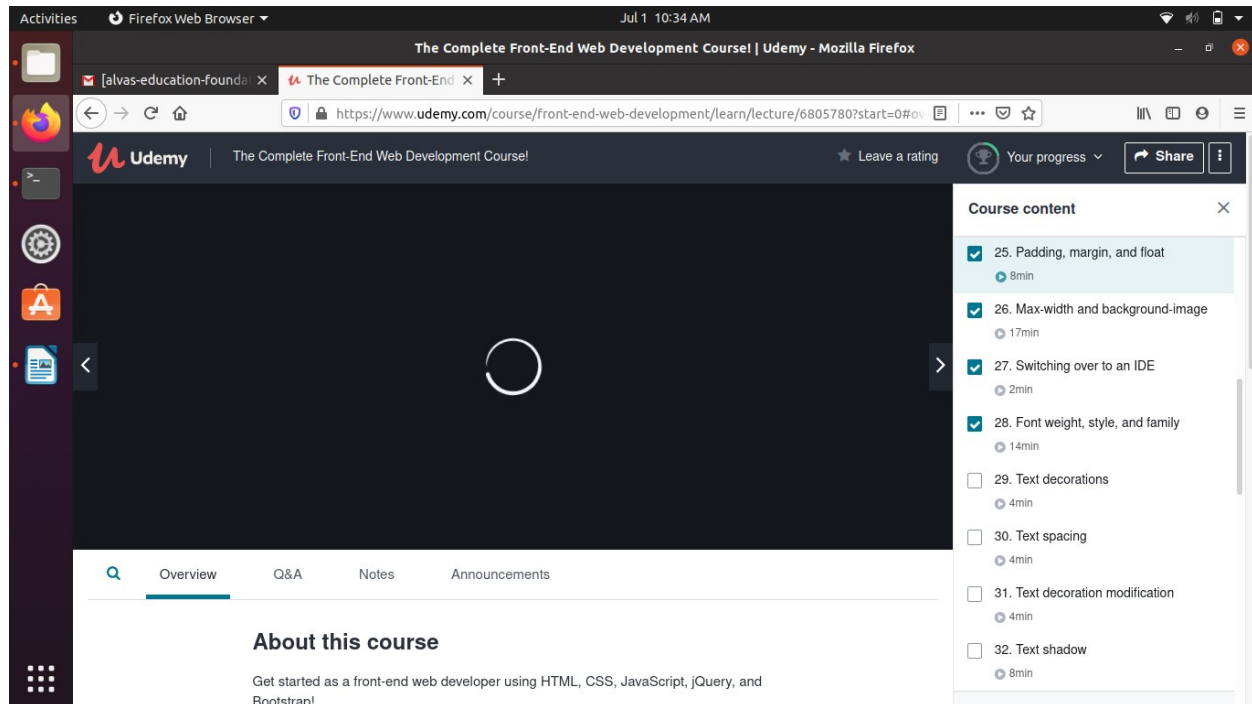 Activities
Firefox Web Browser
Jul 1 10:34 AM
The Complete Front-End Web Development Course! | Udemy - Mozilla Firefox
[alvas-education-founda
The Complete Front-End
https://www.udemy.com/course/front-end-web-development/learn/lecture/6805780?start=0#ov
Udemy
The Complete Front-End Web Development Course!
Leave a rating
Your progress
Share
Course content
25. Padding, margin, and float
8min
26. Max-width and background-image
17min
27. Switching over to an IDE
2min
28. Font weight, style, and family
14min
29. Text decorations
4min
30. Text spacing
4min
31. Text decoration modification
4min
32. Text shadow
8min
Overview
Q&A
Notes
Announcements
About this course
Get started as a front-end web developer using HTML, CSS, JavaScript, jQuery, and
Bootstrap!